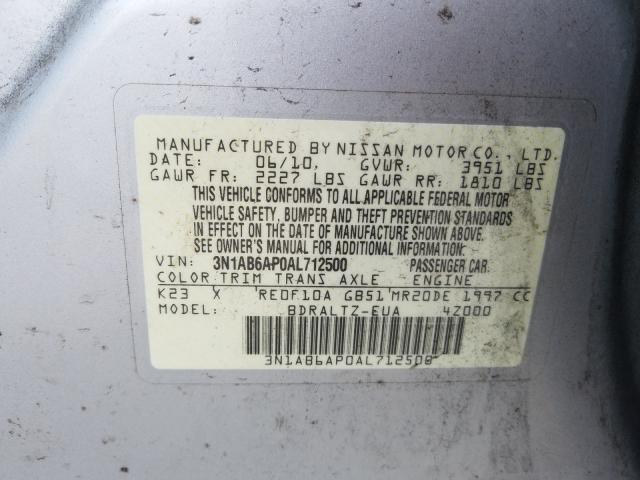 MANUFACTURED BY NISSAN MOTOR CO., LTD.
DATE: 06/10. GVWR: 3951 LBS
GAWR FR: 2227 LBS GAWR RR: 1810 LBS
THIS VEHICLE CONFORMS TO ALL APPLICABLE FEDERAL MOTOR
VEHICLE SAFETY, BUMPER AND THEFT PREVENTION STANDARDS
IN EFFECT ON THE DATE OF MANUFACTURE SHOWN ABOVE.
SEE OWNER'S MANUAL FOR ADDITIONAL INFORMATION.
VIN: 3N1AB6AP0AL712500 PASSENGER CAR.
COLOR TRIM TRANS AXLE ENGINE
K23 X RE0F10A GB51 MR20DE 1997 CC
MODEL: BDRALTZ-EUA 4Z000
3N1AB6AP0AL712500